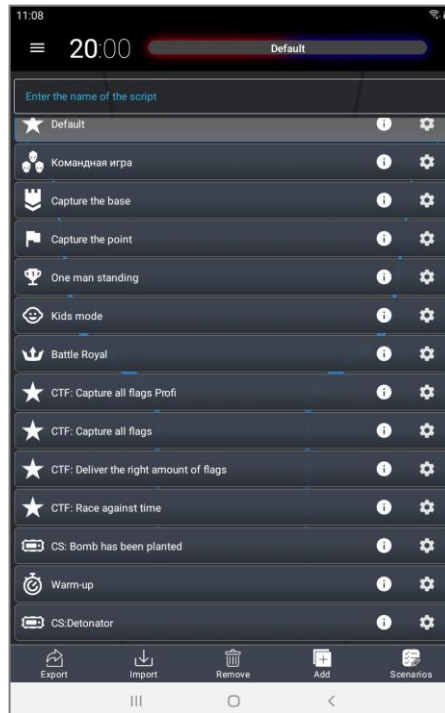 11:08
20:00
Default
Enter the name of the script
Default
Командная игра
Capture the base
Capture the point
One man standing
Kids mode
Battle Royal
CTF: Capture all flags Profi
CTF: Capture all flags
CTF: Deliver the right amount of flags
CTF: Race against time
CS: Bomb has been planted
Warm-up
CS:Detonator
Export Import Remove Add Scenarios